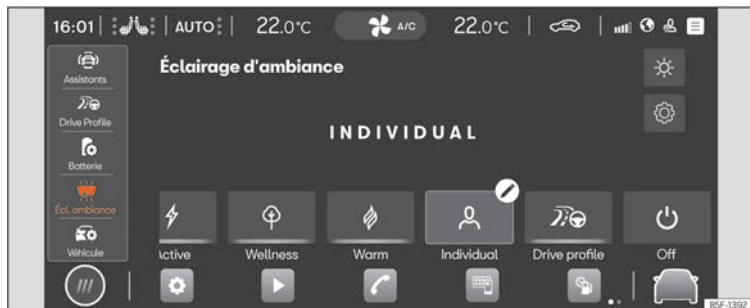 16:01
AUTO
22.0°C
A/C
22.0°C
Assistants
Éclairage d'ambiance
Drive Profile
INDIVIDUAL
Batterie
Écl. ambiance
Véhicule
Active
Wellness
Warm
Individual
Drive profile
Off
B5F-1392